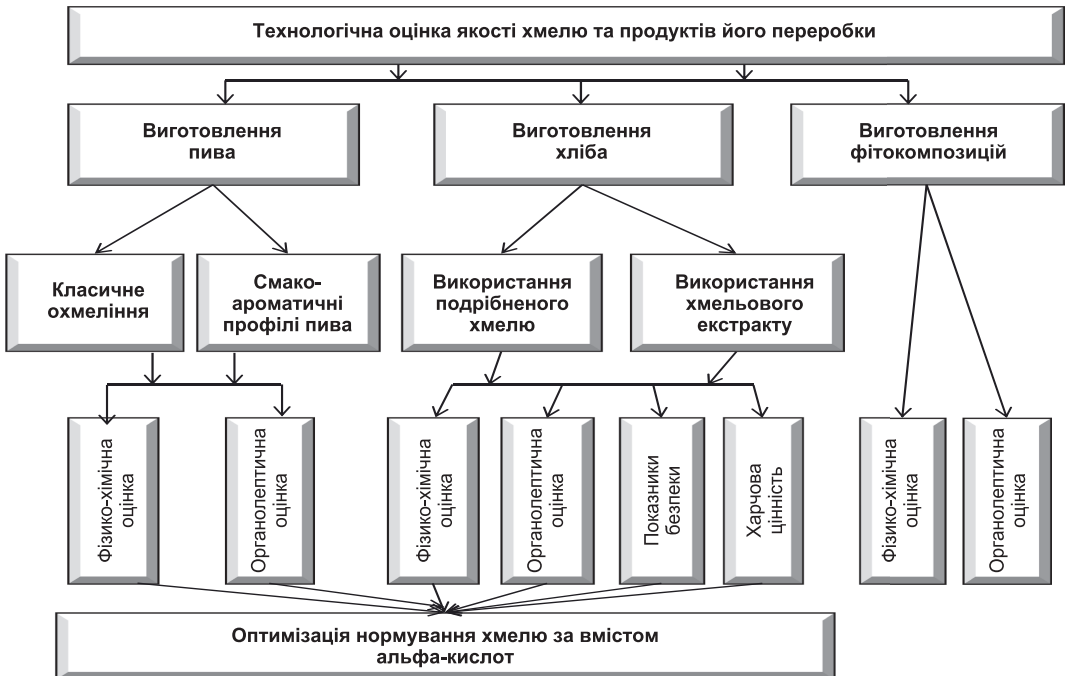 Технологічна оцінка якості хмелю та продуктів його переробки
Виготовлення
пива
Виготовлення
хліба
Виготовлення
фітокомпозицій
Класичне
охмеління
Смако-
ароматичні
профілі пива
Використання
подрібненого
хмелю
Використання
хмельового
екстракту
Фізико-хімічна
оцінка
Органолептична
оцінка
Фізико-хімічна
оцінка
Органолептична
оцінка
Показники
безпеки
Харчова
цінність
Фізико-хімічна
оцінка
Органолептична
оцінка
Оптимізація нормування хмелю за вмістом
альфа-кислот